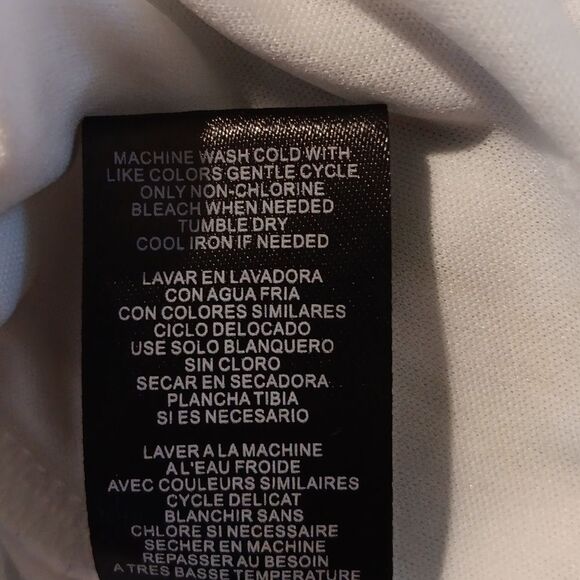 MACHINE WASH COLD WITH
LIKE COLORS GENTLE CYCLE
ONLY NON-CHLORINE
BLEACH WHEN NEEDED
TUMBLE DRY
COOL IRON IF NEEDED
LAVAR EN LAVADORA
CON AGUA FRIA
CON COLORES SIMILARES
CICLO DELOCADO
USE SOLO BLANQUERO
SIN CLORO
SECAR EN SECADORA
PLANCHA TIBIA
SI ES NECESARIO
LAVER A LA MACHINE
A L'EAU FROIDE
AVEC COULEURS SIMILAIRES
CYCLE DELICAT
BLANCHIR SANS
CHLORE SI NECESSAIRE
SECHER EN MACHINE
REPASSER AU BESOIN
A TRES BASSE TEMPERATURE